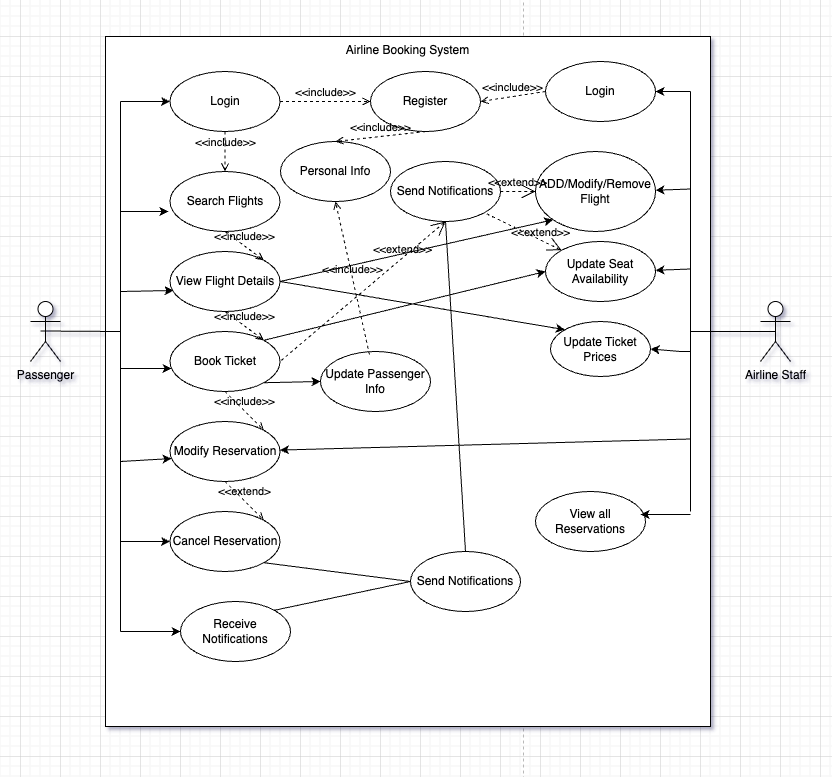 Airline Booking System
Login
<<include>>
Register
<<include>>
Login
<<include>>
<<include>>
Personal Info
Search Flights
Send Notifications
<<extend>>
ADD/Modify/Remove
Flight
<<include>>
<<extend>>
<<extend>>
View Flight Details
<<include>>
Update Seat
Availability
<<include>>
Book Ticket
Update Ticket
Prices
Passenger
Airline Staff
Update Passenger
Info
<<include>>
Modify Reservation
<<extend>
View all
Reservations
Cancel Reservation
Send Notifications
Receive
Notifications